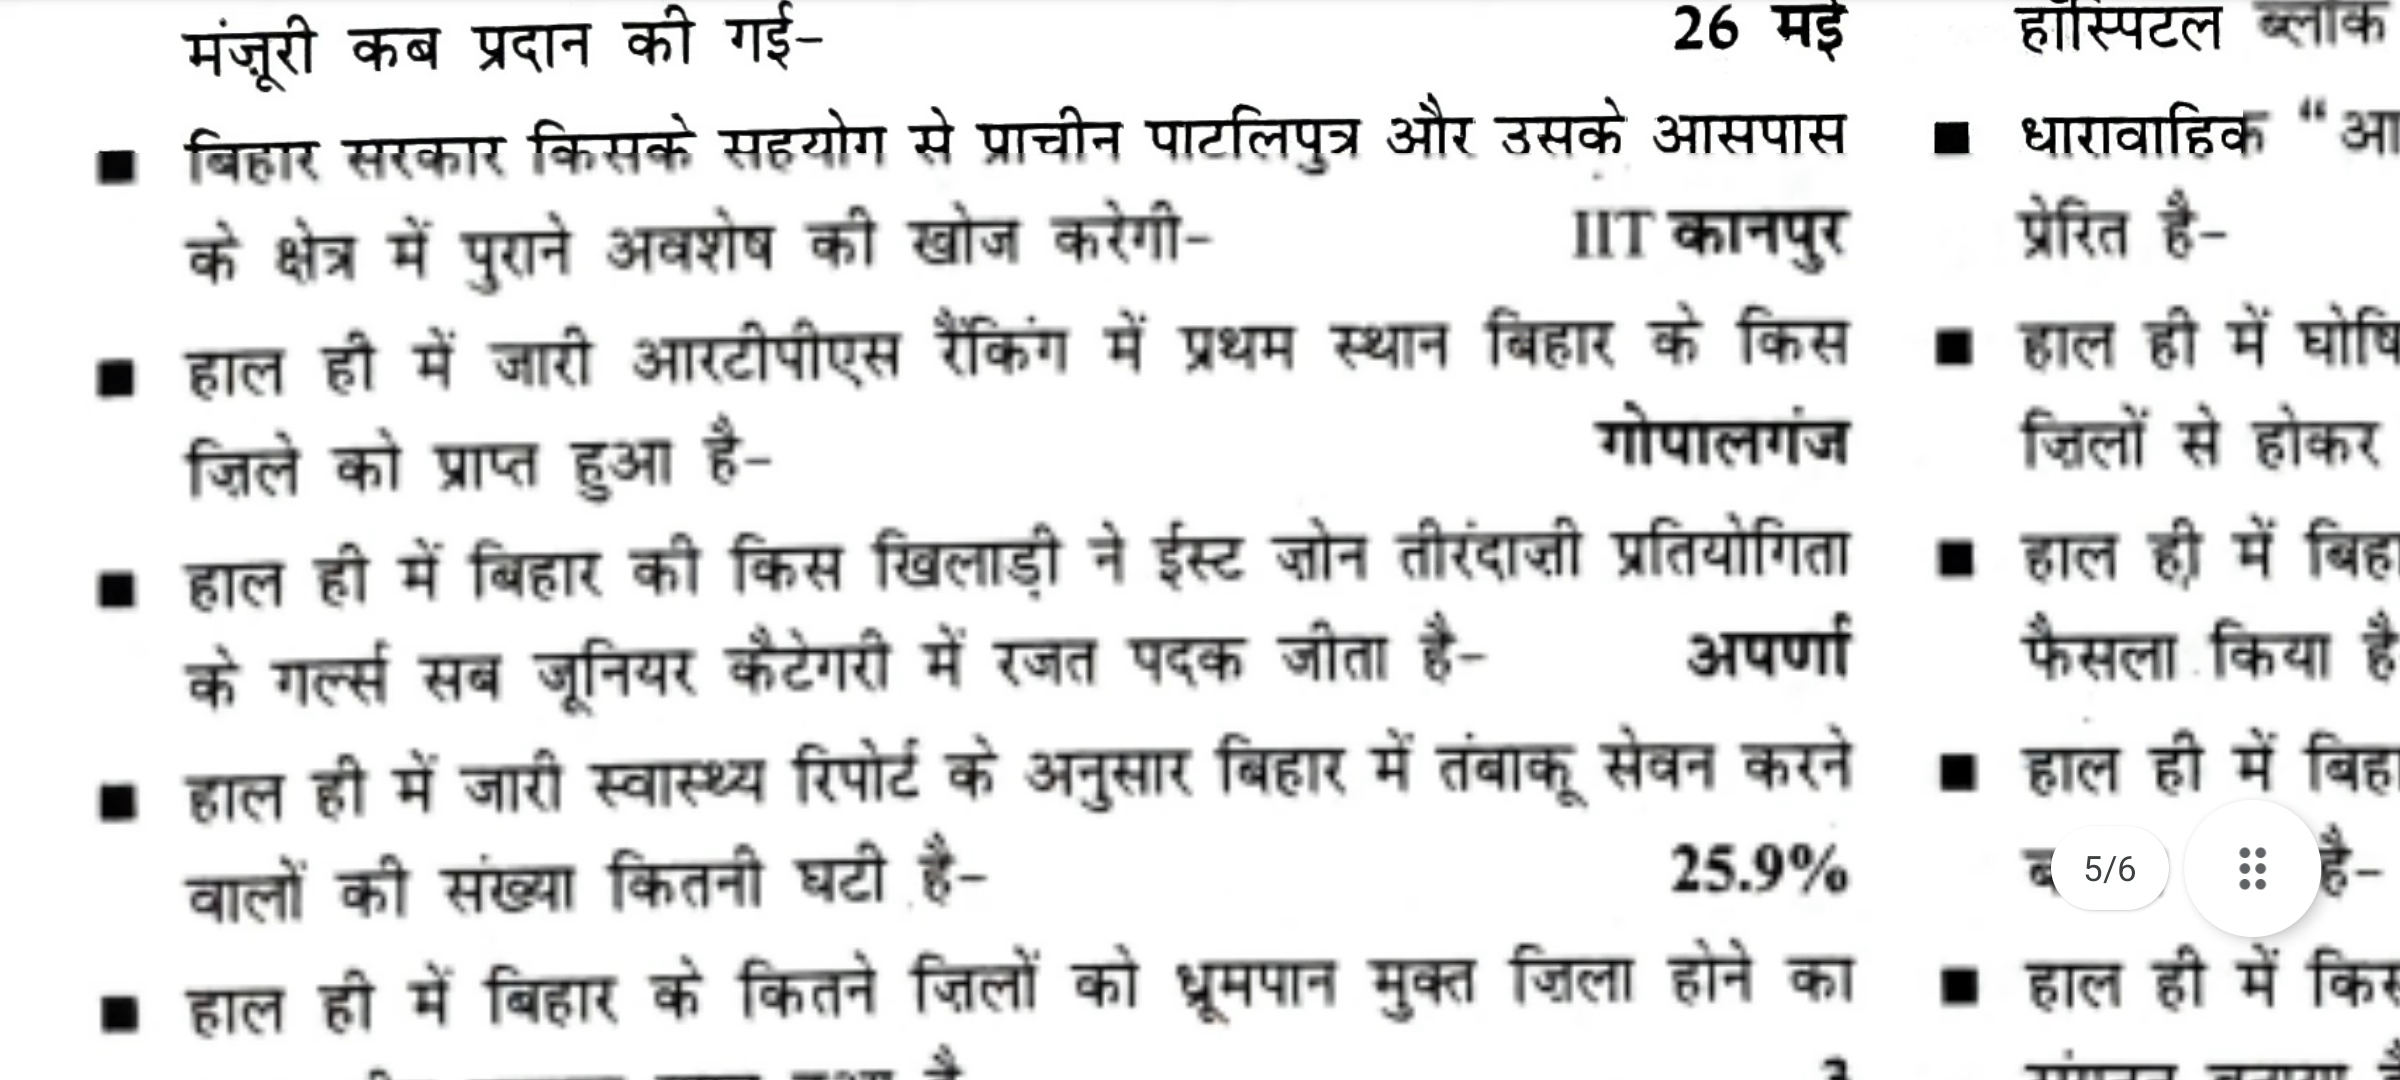 मंज़ूरी कब प्रदान की गई- 26 मई
■ बिहार सरकार किसके सहयोग से प्राचीन पाटलिपुत्र और उसके आसपास
के क्षेत्र में पुराने अवशेष की खोज करेगी- IIT कानपुर
■ हाल ही में जारी आरटीपीएस रैंकिंग में प्रथम स्थान बिहार के किस
ज़िले को प्राप्त हुआ है- गोपालगंज
■ हाल ही में बिहार की किस खिलाड़ी ने ईस्ट ज़ोन तीरंदाज़ी प्रतियोगिता
के गर्ल्स सब जूनियर कैटेगरी में रजत पदक जीता है- अपर्णा
■ हाल ही में जारी स्वास्थ्य रिपोर्ट के अनुसार बिहार में तंबाकू सेवन करने
वालों की संख्या कितनी घटी है- 25.9%
■ हाल ही में बिहार के कितने ज़िलों को ध्रूमपान मुक्त ज़िला होने का
हॉस्पिटल ब्लॉक
■ धारावाहिक “आ
प्रेरित है-
■ हाल ही में घोषि
ज़िलों से होकर
■ हाल ही में बिहा
फैसला किया है
■ हाल ही में बिहा
है-
■ हाल ही में किस
5/6